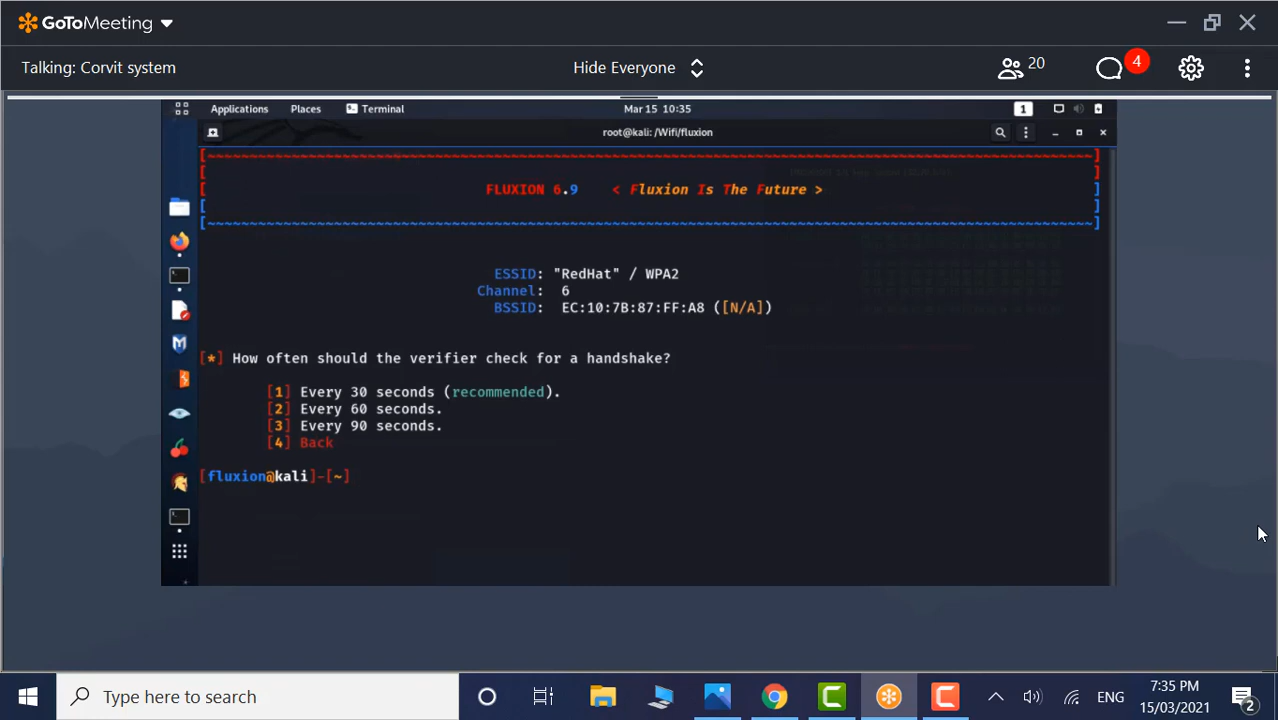 GoToMeeting
Talking: Corvit system
Hide Everyone
20
4
Applications Places Terminal Mar 15 10:35 1
root@kali: /Wifi/fluxion
[~~~~~~~~~~~~~~~~~~~~~~~~~~~~~~~~~~~~~~~~~~~~~~~~~~~~~~~~~~~~~~~~~~~~~~~~~~~~~~~~~~~~~~~~~~~~~~~~~~~~~~~~~]
[ ]
[ FLUXION 6.9 < Fluxion Is The Future > ]
[ ]
[~~~~~~~~~~~~~~~~~~~~~~~~~~~~~~~~~~~~~~~~~~~~~~~~~~~~~~~~~~~~~~~~~~~~~~~~~~~~~~~~~~~~~~~~~~~~~~~~~~~~~~~~~]
ESSID: "RedHat" / WPA2
Channel: 6
BSSID: EC:10:7B:87:FF:A8 ([N/A])
[*] How often should the verifier check for a handshake?
[1] Every 30 seconds (recommended).
[2] Every 60 seconds.
[3] Every 90 seconds.
[4] Back
[fluxion@kali]-[~]
Type here to search
ENG
7:35 PM
15/03/2021
2